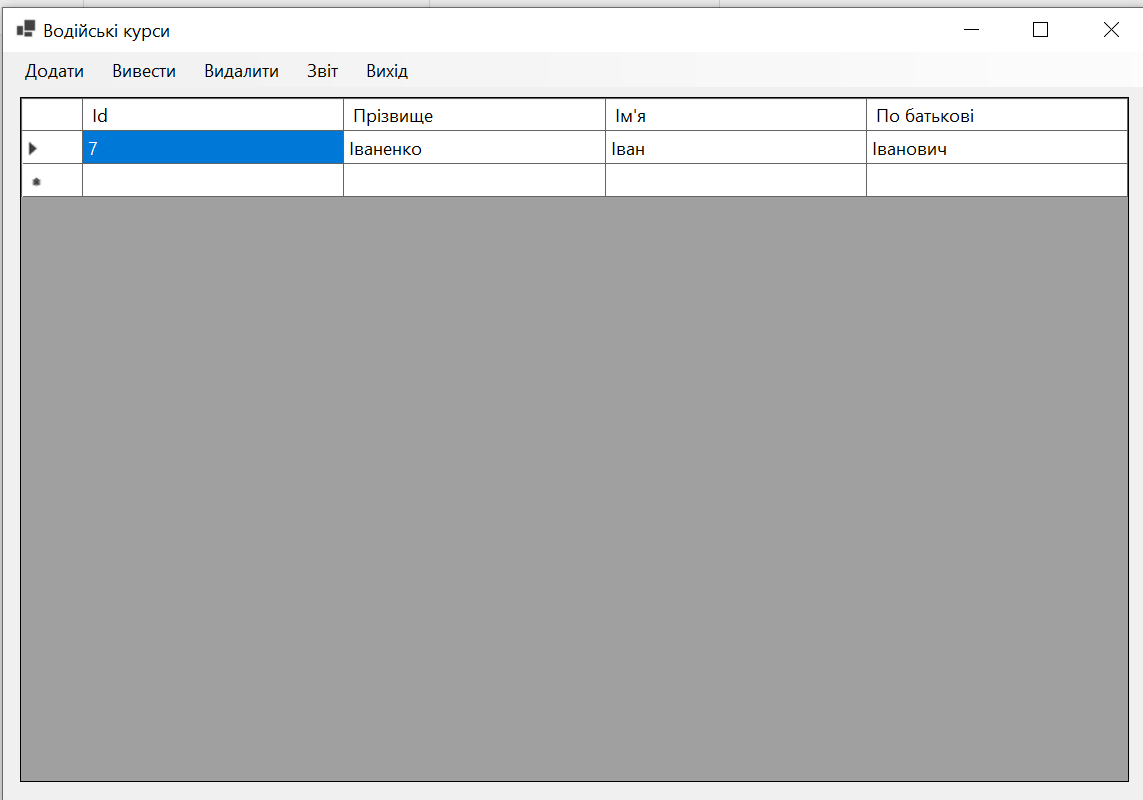 Водійські курси
Додати Вивести Видалити Звіт Вихід
Id Прізвище Ім'я По батькові
7 Іваненко Іван Іванович